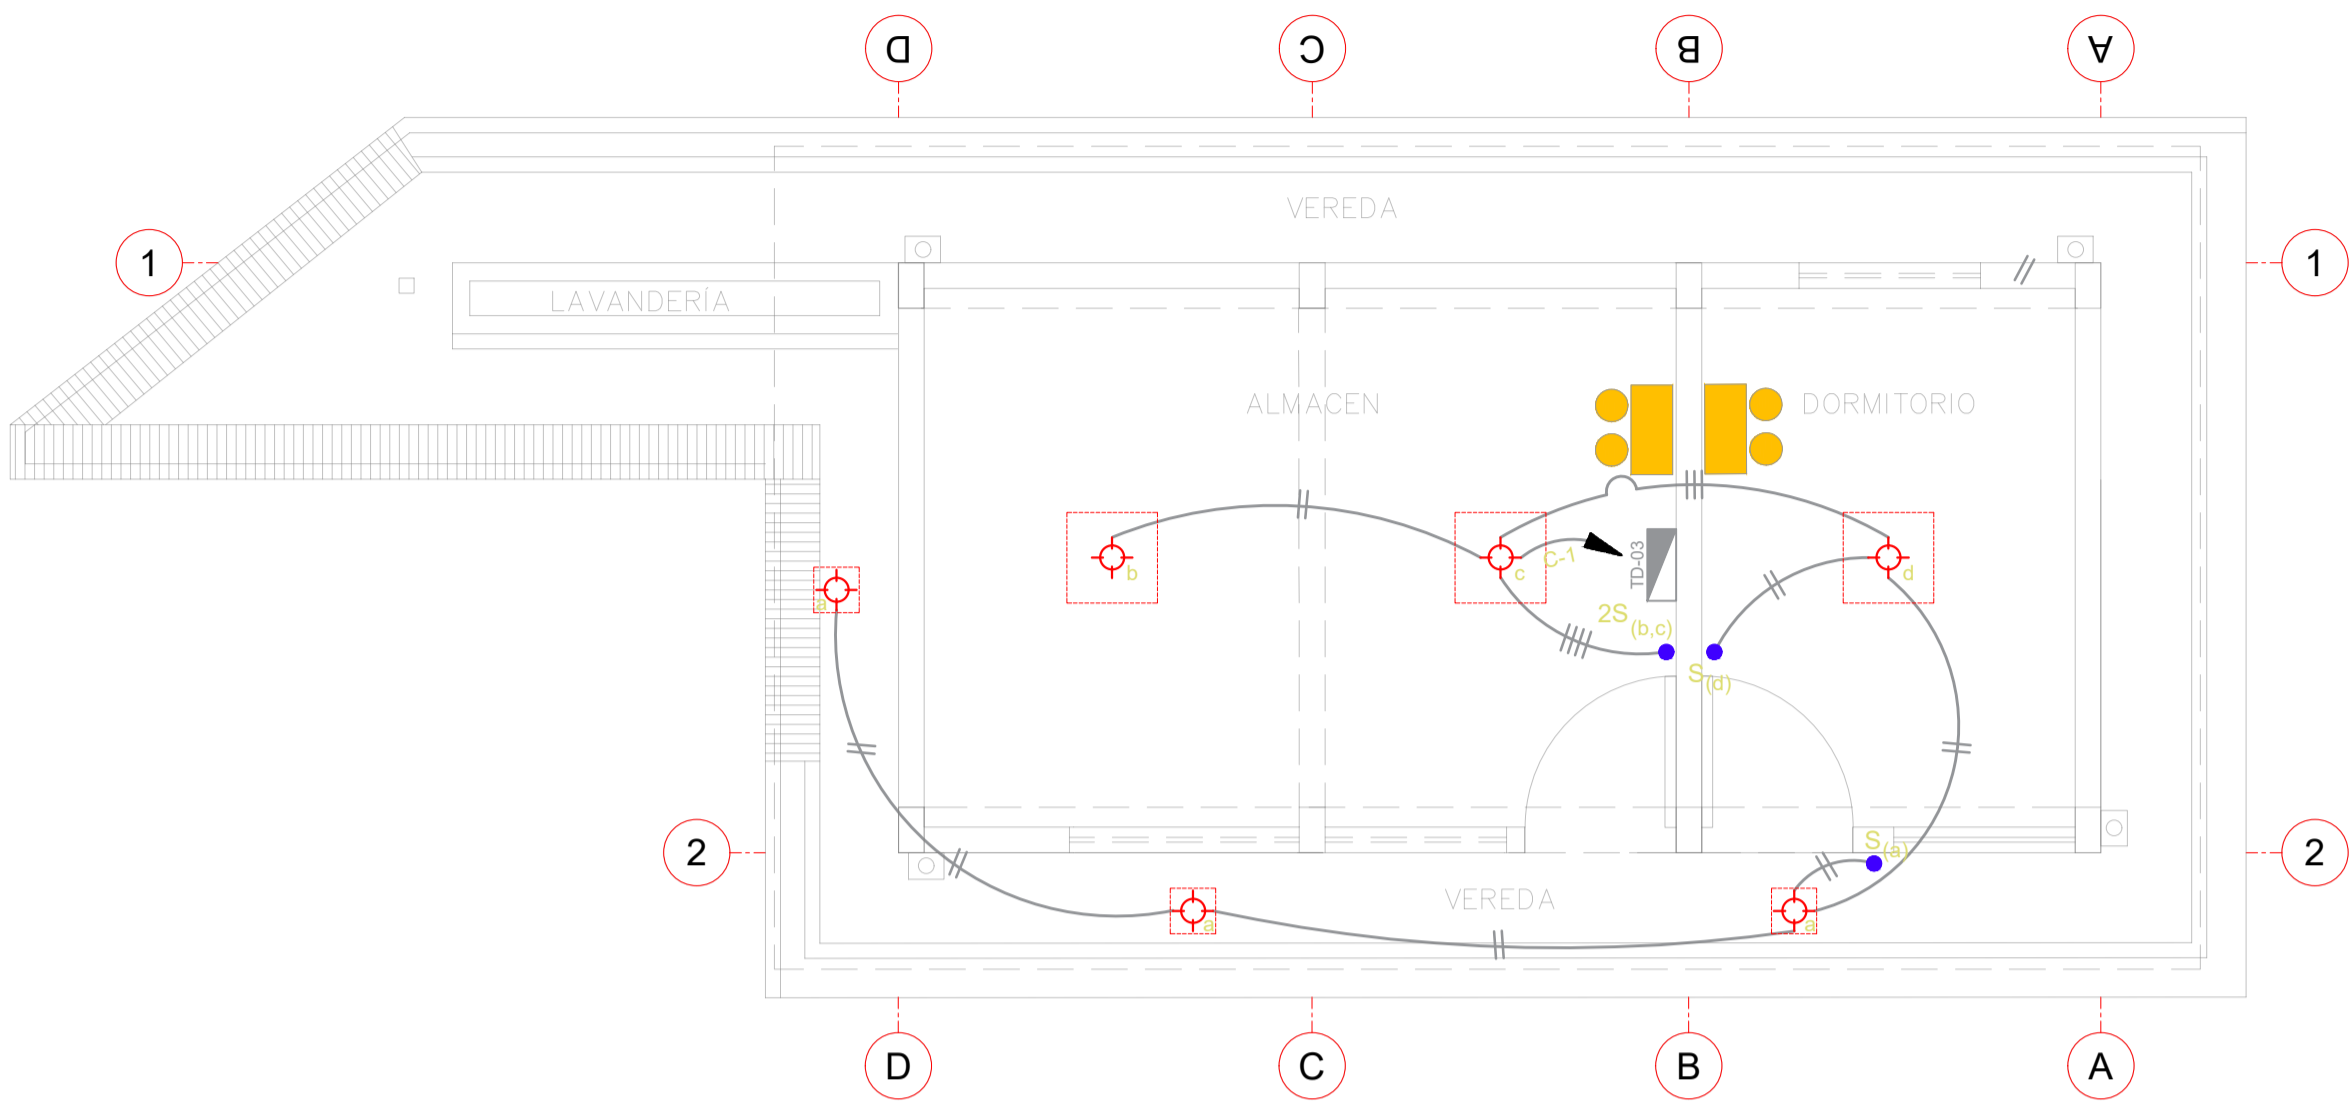 D C B A
VEREDA
1 1
LAVANDERÍA
ALMACEN DORMITORIO
b c C-1 TD-03 d
a
2S (b,c)
S (d)
S (a)
2 2
VEREDA
a a
D C B A